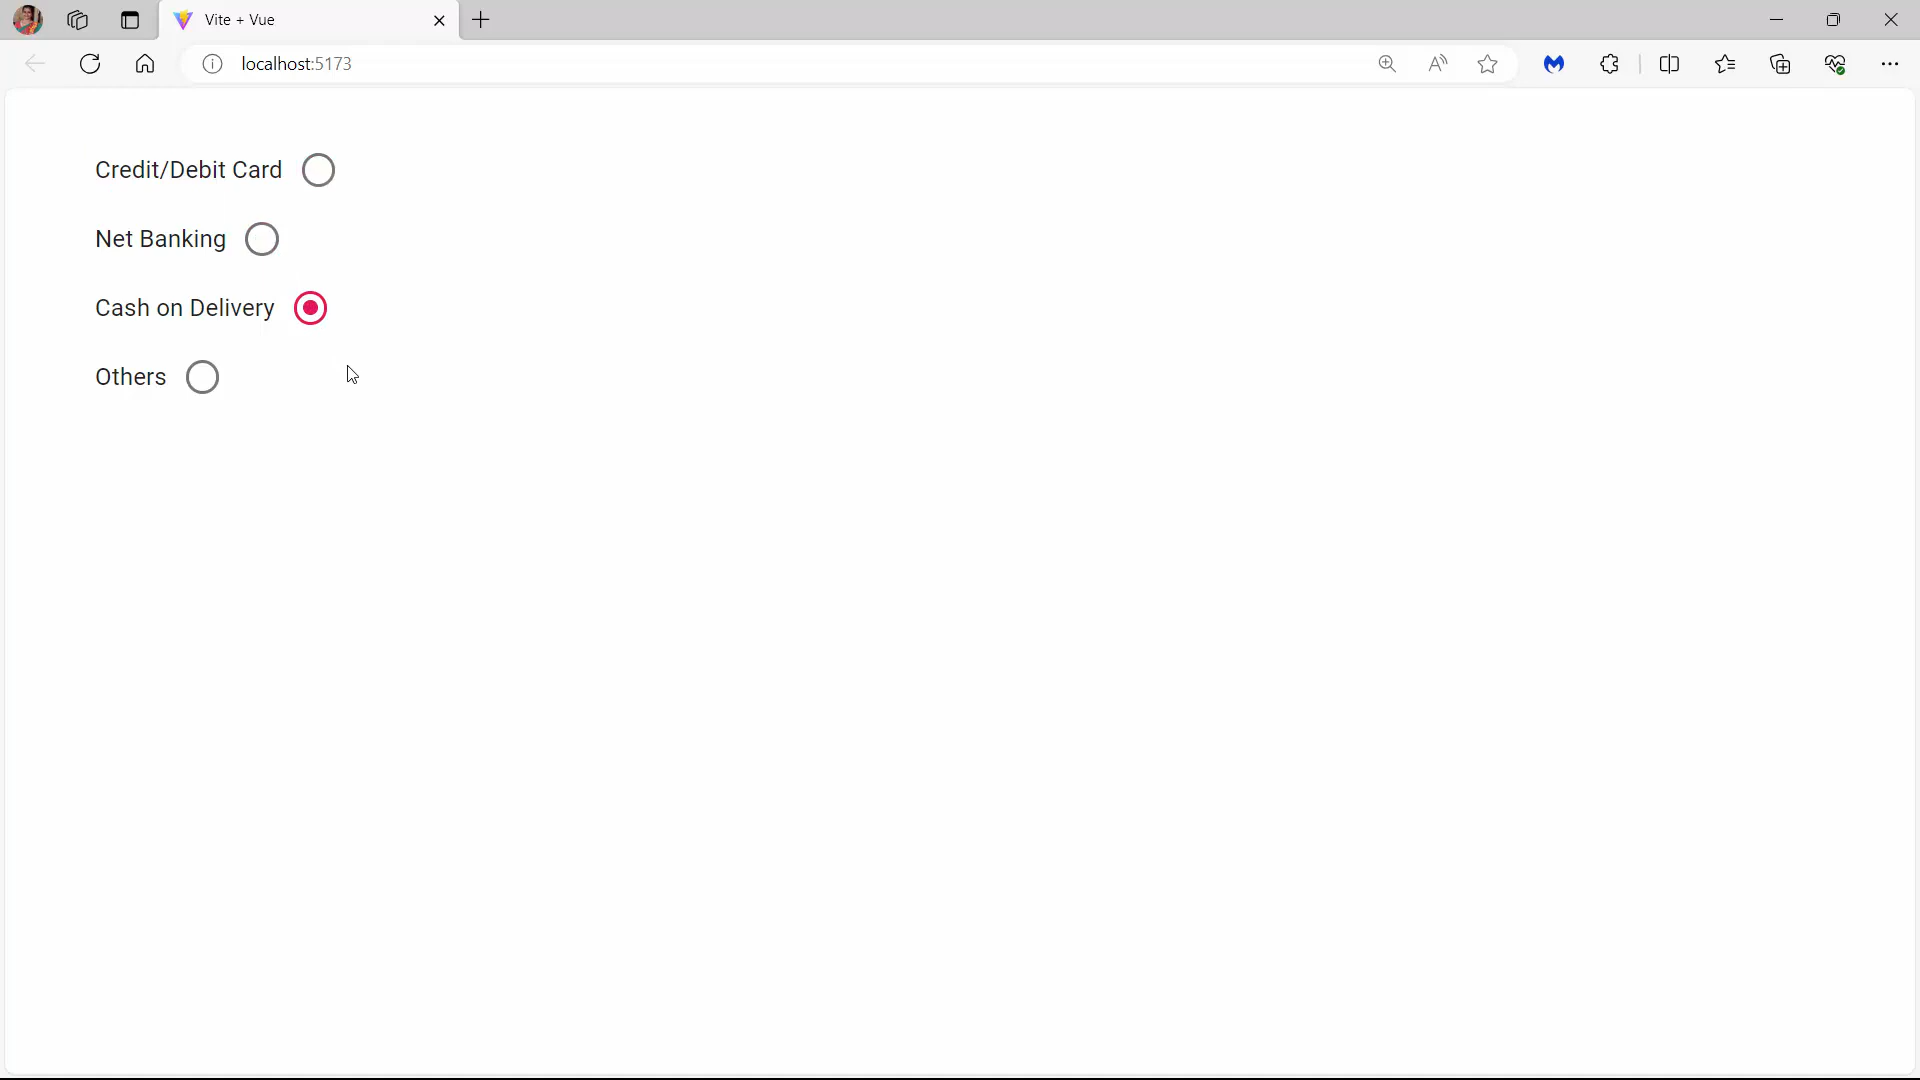 Vite + Vue
localhost:5173
Credit/Debit Card
Net Banking
Cash on Delivery
Others